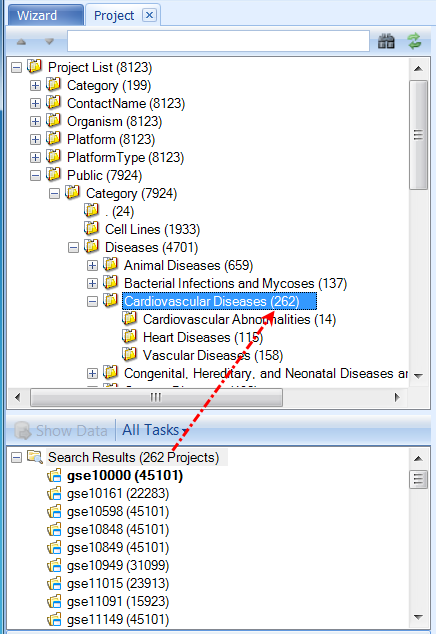 Wizard Project
Project List (8123)
Category (199)
ContactName (8123)
Organism (8123)
Platform (8123)
PlatformType (8123)
Public (7924)
Category (7924)
. (24)
Cell Lines (1933)
Diseases (4701)
Animal Diseases (659)
Bacterial Infections and Mycoses (137)
Cardiovascular Diseases (262)
Cardiovascular Abnormalities (14)
Heart Diseases (115)
Vascular Diseases (158)
Congenital, Hereditary, and Neonatal Diseases an
Show Data All Tasks
Search Results (262 Projects)
gse10000 (45101)
gse10161 (22283)
gse10598 (45101)
gse10848 (45101)
gse10849 (45101)
gse10949 (31099)
gse11015 (23913)
gse11091 (15923)
gse11149 (45101)